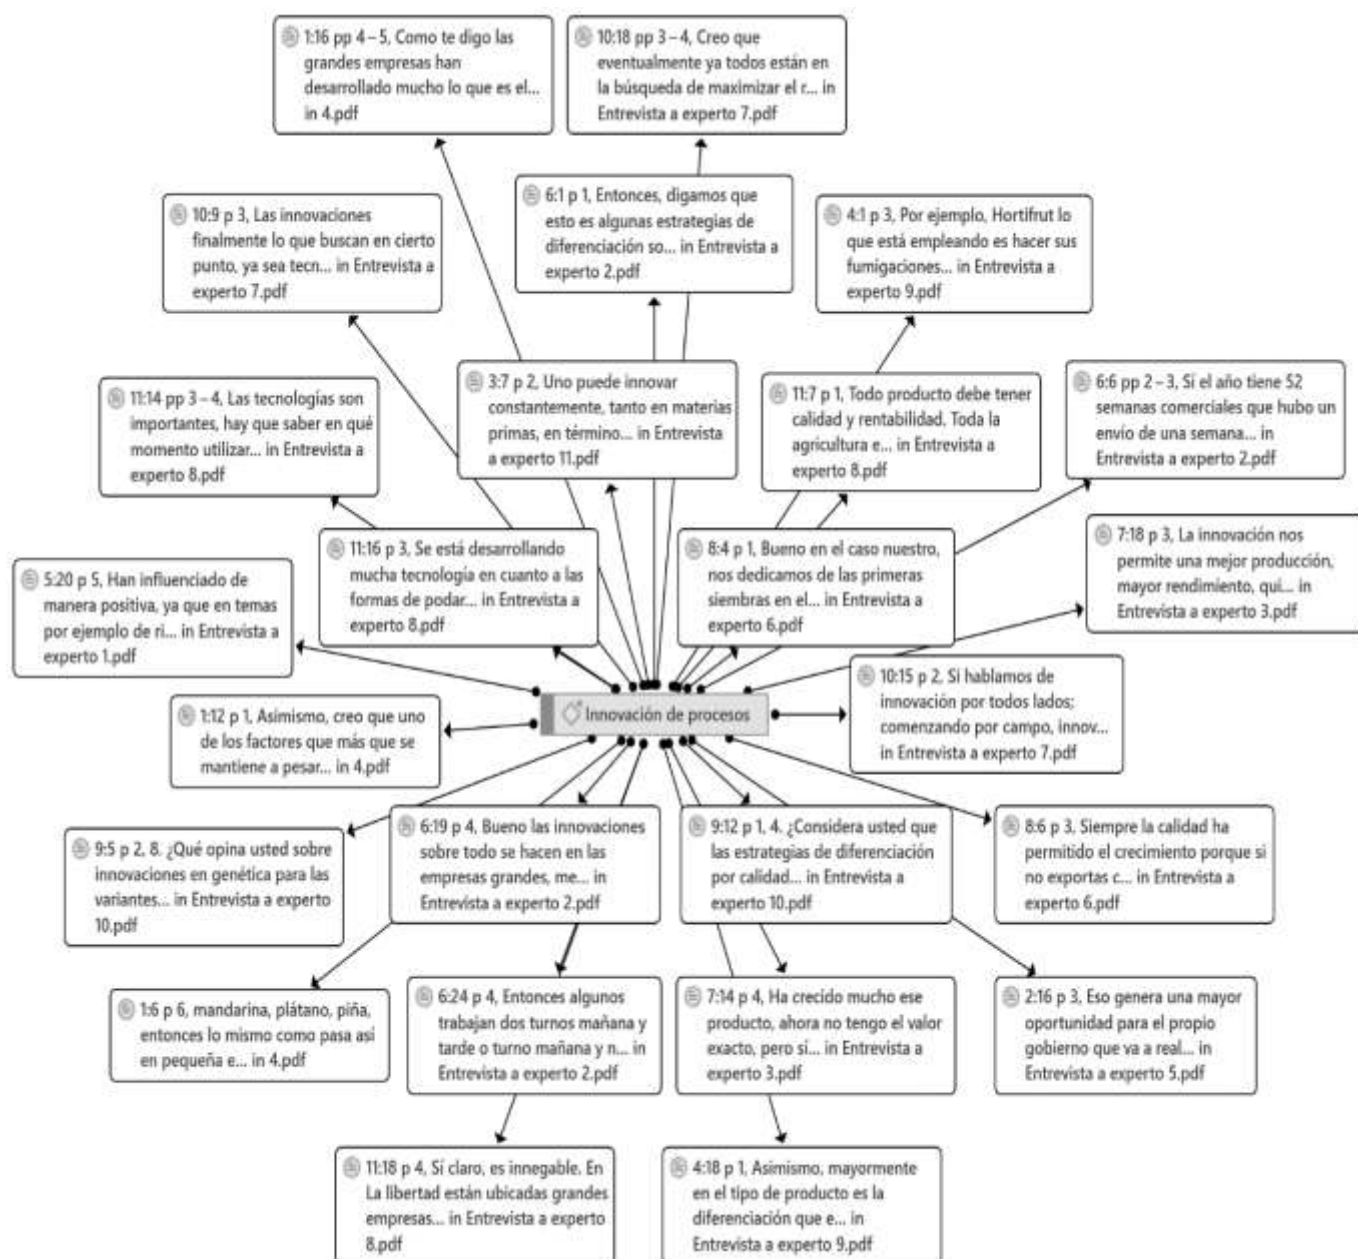 1:16 pp 4 – 5, Como te digo las
grandes empresas han
desarrollado mucho lo que es el...
in 4.pdf
10:18 pp 3 – 4, Creo que
eventualmente ya todos están en
la búsqueda de maximizar el r... in
Entrevista a experto 7.pdf
10:9 p 3, Las innovaciones
finalmente lo que buscan en cierto
punto, ya sea tecn... in Entrevista a
experto 7.pdf
6:1 p 1, Entonces, digamos que
esto es algunas estrategias de
diferenciación so... in Entrevista a
experto 2.pdf
4:1 p 3, Por ejemplo, Hortifrut lo
que está empleando es hacer sus
fumigaciones... in Entrevista a
experto 9.pdf
11:14 pp 3 – 4, Las tecnologías son
importantes, hay que saber en qué
momento utilizar... in Entrevista a
experto 8.pdf
3:7 p 2, Uno puede innovar
constantemente, tanto en materias
primas, en término... in Entrevista
a experto 11.pdf
11:7 p 1, Todo producto debe tener
calidad y rentabilidad. Toda la
agricultura e... in Entrevista a
experto 8.pdf
6:6 pp 2 – 3, Sí el año tiene 52
semanas comerciales que hubo un
envío de una semana... in
Entrevista a experto 2.pdf
5:20 p 5, Han influenciado de
manera positiva, ya que en temas
por ejemplo de ri... in Entrevista a
experto 1.pdf
11:16 p 3, Se está desarrollando
mucha tecnología en cuanto a las
formas de podar... in Entrevista a
experto 8.pdf
8:4 p 1, Bueno en el caso nuestro,
nos dedicamos de las primeras
siembras en el... in Entrevista a
experto 6.pdf
7:18 p 3, La innovación nos
permite una mejor producción,
mayor rendimiento, qui... in
Entrevista a experto 3.pdf
1:12 p 1, Asimismo, creo que uno
de los factores que más que se
mantiene a pesar... in 4.pdf
Innovación de procesos
10:15 p 2, Si hablamos de
innovación por todos lados;
comenzando por campo, innov...
in Entrevista a experto 7.pdf
9:5 p 2, 8. ¿Qué opina usted sobre
innovaciones en genética para las
variantes... in Entrevista a experto
10.pdf
6:19 p 4, Bueno las innovaciones
sobre todo se hacen en las
empresas grandes, me... in
Entrevista a experto 2.pdf
9:12 p 1, 4. ¿Considera usted que
las estrategias de diferenciación
por calidad... in Entrevista a
experto 10.pdf
8:6 p 3, Siempre la calidad ha
permitido el crecimiento porque si
no exportas c... in Entrevista a
experto 6.pdf
1:6 p 6, mandarina, plátano, piña,
entonces lo mismo como pasa así
en pequeña e... in 4.pdf
6:24 p 4, Entonces algunos
trabajan dos turnos mañana y
tarde o turno mañana y n... in
Entrevista a experto 2.pdf
7:14 p 4, Ha crecido mucho ese
producto, ahora no tengo el valor
exacto, pero sí... in Entrevista a
experto 3.pdf
2:16 p 3, Eso genera una mayor
oportunidad para el propio
gobierno que va a real... in
Entrevista a experto 5.pdf
11:18 p 4, Sí claro, es innegable. En
La libertad están ubicadas grandes
empresas... in Entrevista a experto
8.pdf
4:18 p 1, Asimismo, mayormente
en el tipo de producto es la
diferenciación que e... in
Entrevista a experto 9.pdf